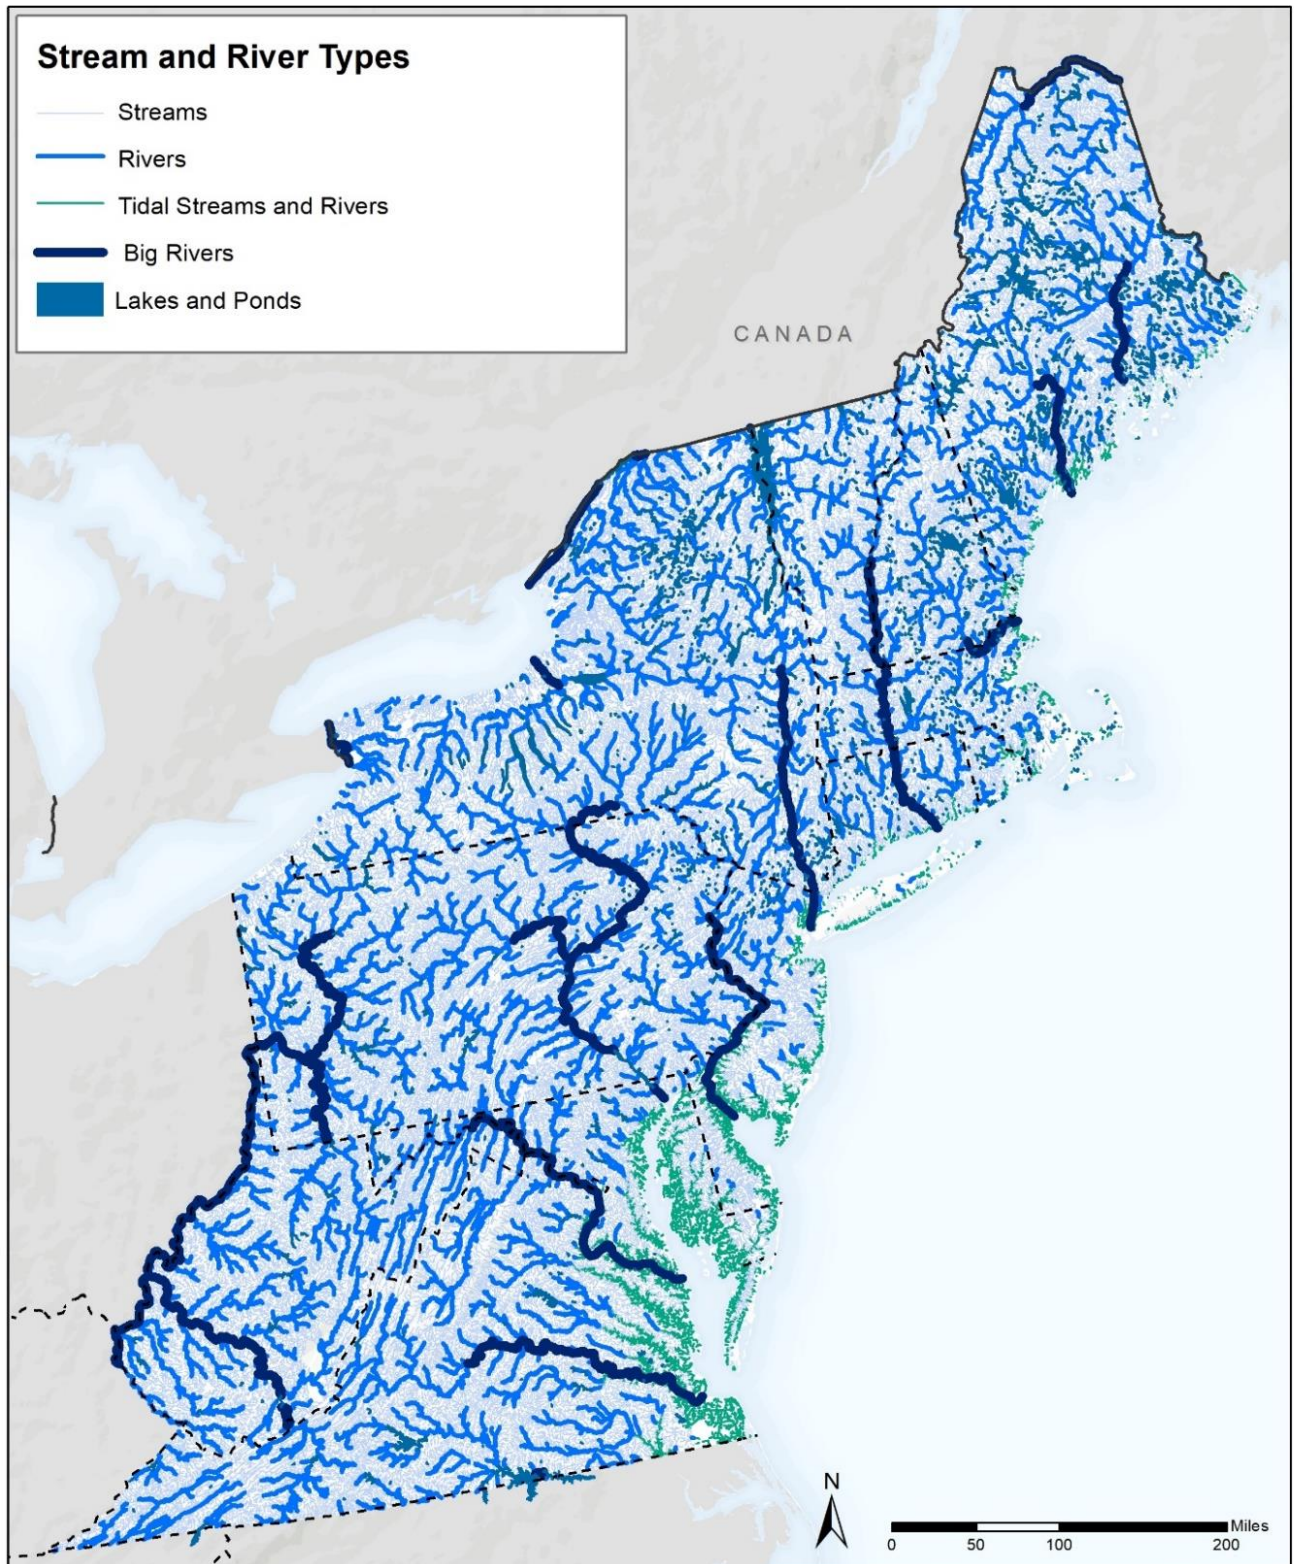 Stream and River Types
Streams
Rivers
Tidal Streams and Rivers
Big Rivers
Lakes and Ponds
CANADA
N
Miles
0 50 100 200